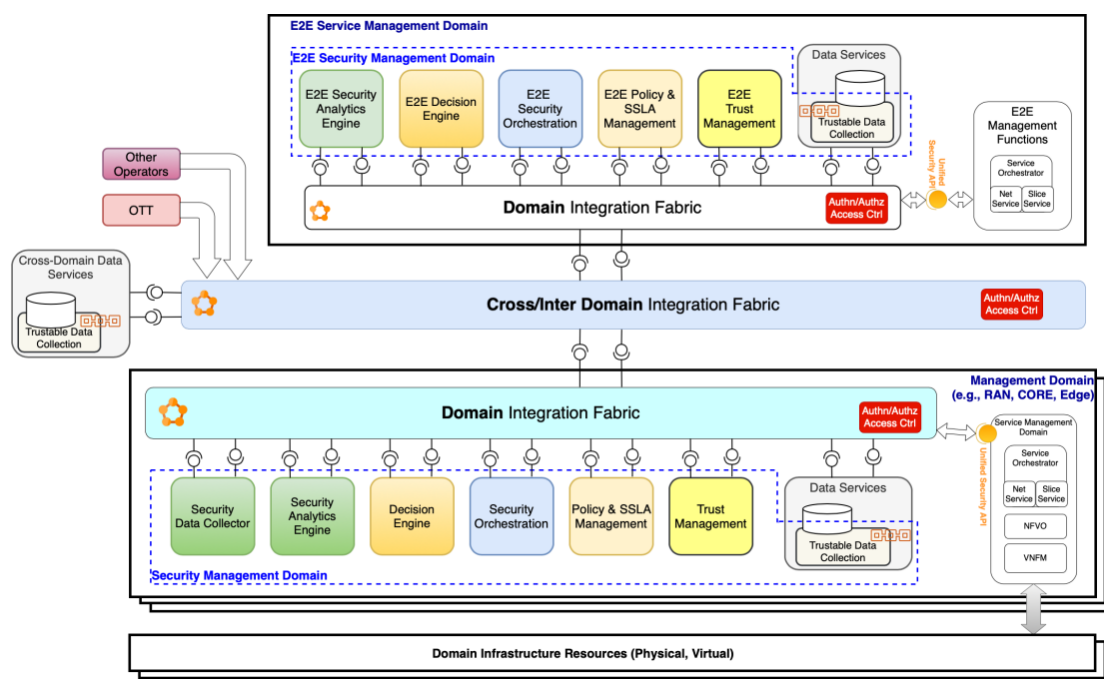 E2E Service Management Domain
E2E Security Management Domain
E2E Security
Analytics
Engine
E2E Decision
Engine
E2E
Security
Orchestration
E2E Policy &
SSLA
Management
E2E
Trust
Management
Data Services
Trustable Data
Collection
Unified
Security API
E2E
Management
Functions
Service
Orchestrator
Net
Service
Slice
Service
Domain Integration Fabric
Authn/Authz
Access Ctrl
Other
Operators
OTT
Cross-Domain Data
Services
Trustable Data
Collection
Cross/Inter Domain Integration Fabric
Authn/Authz
Access Ctrl
Management Domain
(e.g., RAN, CORE, Edge)
Domain Integration Fabric
Authn/Authz
Access Ctrl
Service Management
Domain
Service
Orchestrator
Net
Service
Slice
Service
NFVO
VNFM
Unified Security API
Security
Data Collector
Security
Analytics
Engine
Decision
Engine
Security
Orchestration
Policy & SSLA
Management
Trust
Management
Data Services
Trustable Data
Collection
Security Management Domain
Domain Infrastructure Resources (Physical, Virtual)